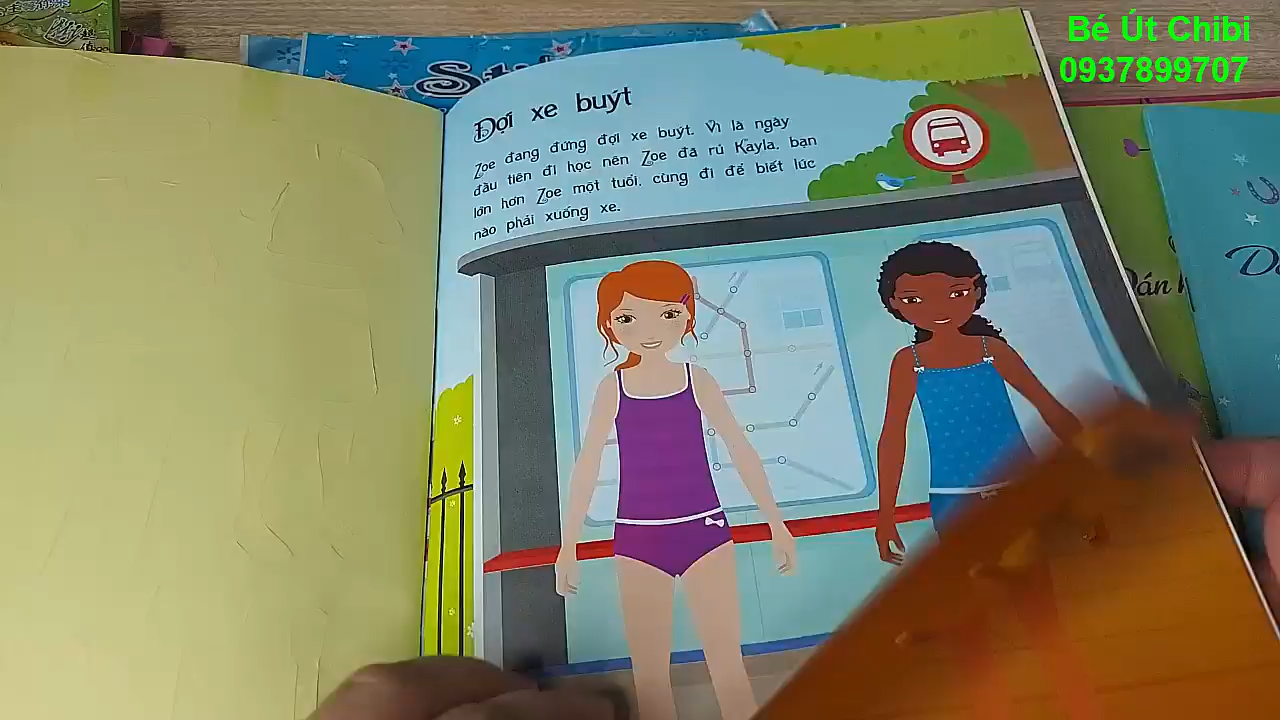 Bé Út Chibi
0937899707
Đợi xe buýt
Zoe đang đứng đợi xe buýt. Vì là ngày
đầu tiên đi học nên Zoe đã rủ Kayla, bạn
lớn hơn Zoe một tuổi, cùng đi để biết lúc
nào phải xuống xe.